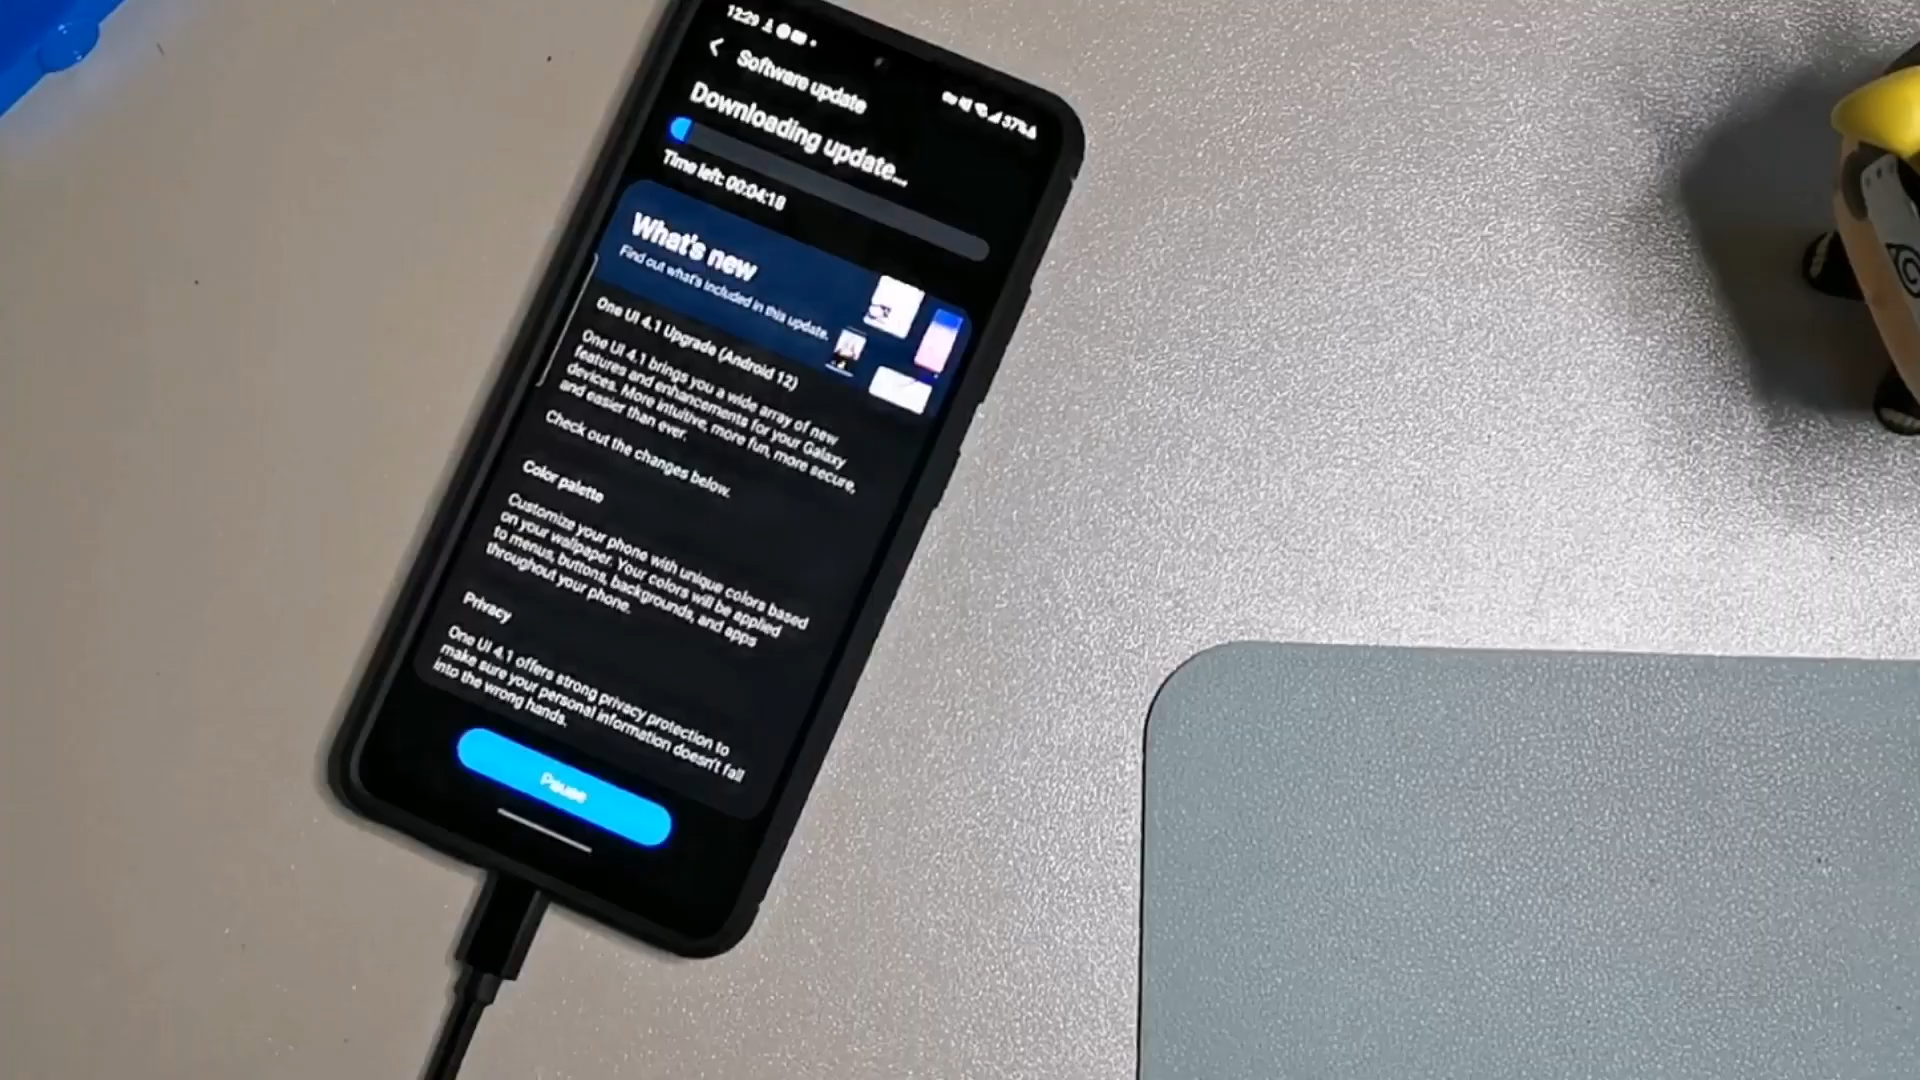 12:29
37%
Software update
Downloading update...
Time left: 00:04:18
What's new
Find out what's included in this update.
One UI 4.1 Upgrade (Android 12)
One UI 4.1 brings you a wide array of new
features and enhancements for your Galaxy
devices. More intuitive, more fun, more secure,
and easier than ever.
Check out the changes below.
Color palette
Customize your phone with unique colors based
on your wallpaper. Your colors will be applied
to menus, buttons, backgrounds, and apps
throughout your phone.
Privacy
One UI 4.1 offers strong privacy protection to
make sure your personal information doesn't fall
into the wrong hands.
Pause